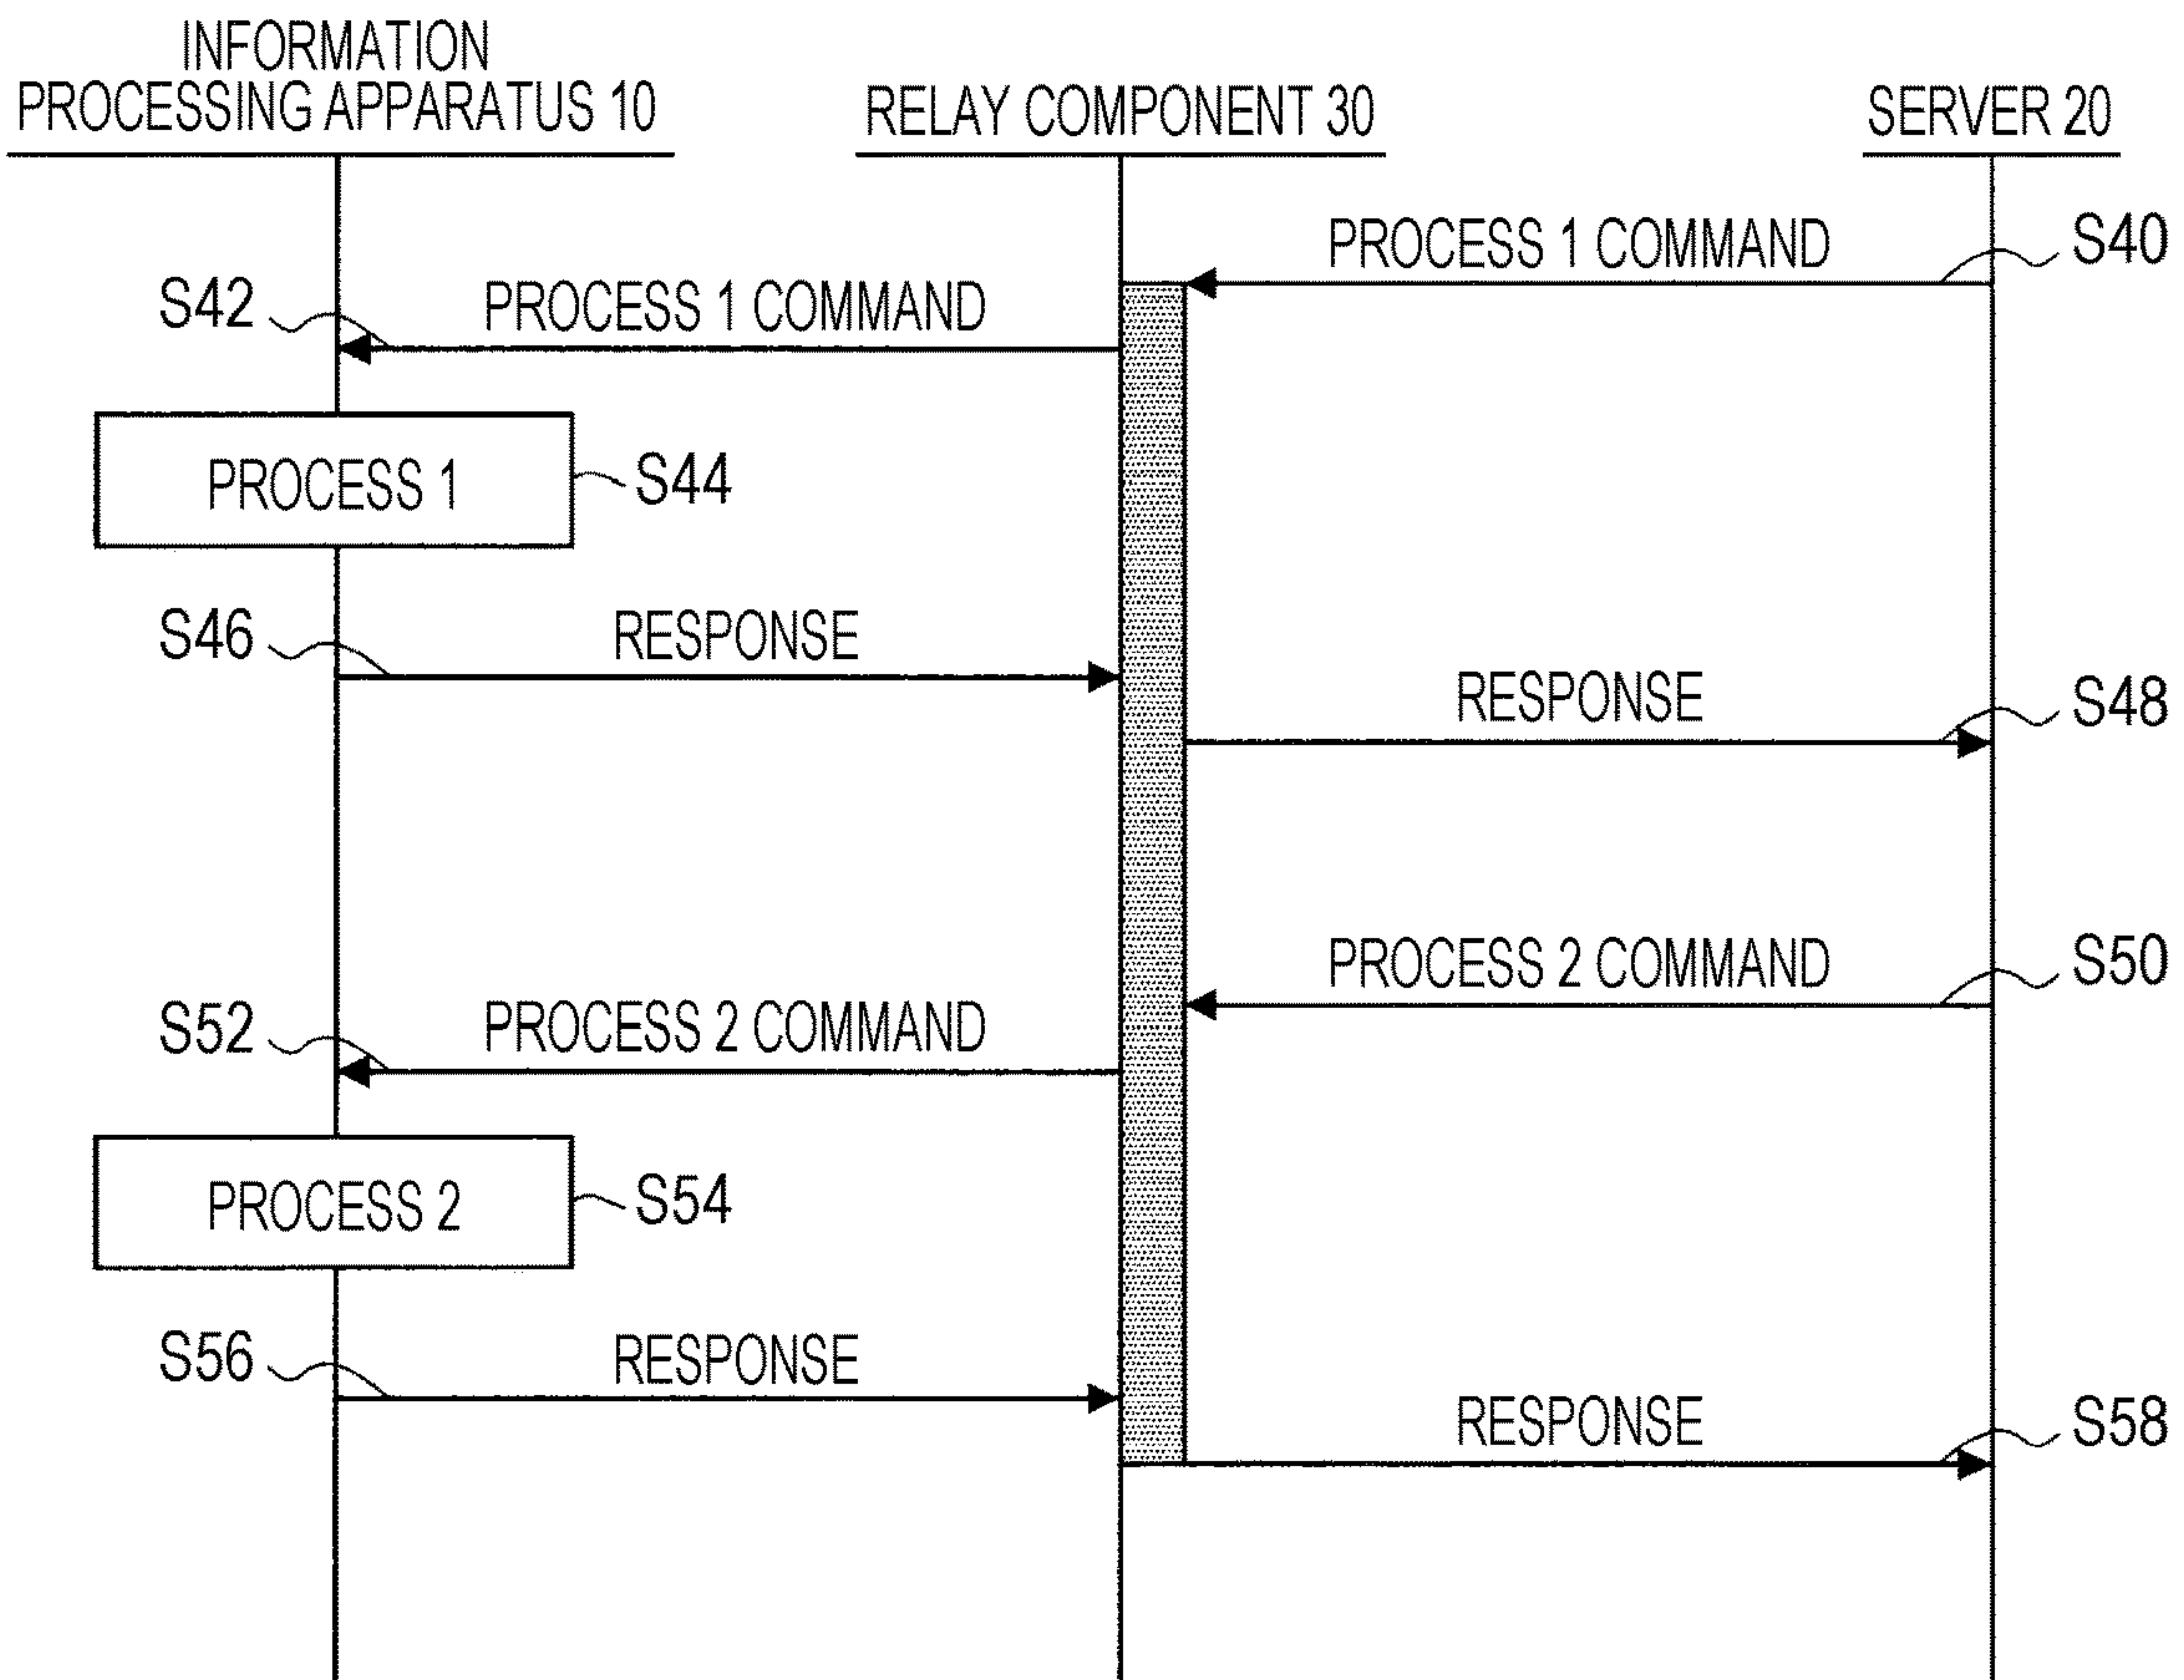 INFORMATION
PROCESSING APPARATUS 10
RELAY COMPONENT 30
SERVER 20
PROCESS 1 COMMAND
S40
S42
PROCESS 1 COMMAND
PROCESS 1
S44
S46
RESPONSE
RESPONSE
S48
PROCESS 2 COMMAND
S50
S52
PROCESS 2 COMMAND
PROCESS 2
S54
S56
RESPONSE
RESPONSE
S58